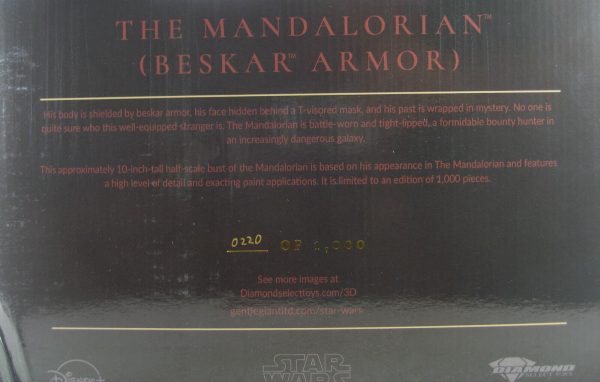 THE MANDALORIAN™
(BESKAR™ ARMOR)
His body is shielded by beskar armor, his face hidden behind a T-visored mask, and his past is wrapped in mystery. No one is
quite sure who this well-equipped stranger is. The Mandalorian is battle-worn and tight-lipped, a formidable bounty hunter in
an increasingly dangerous galaxy.
This approximately 10-inch-tall half-scale bust of the Mandalorian is based on his appearance in The Mandalorian and features
a high level of detail and exacting paint applications. It is limited to an edition of 1,000 pieces.
0220 OF 1,000
See more images at
Diamondselecttoys.com/3D
gentlegiantltd.com/star-wars
Disney+
STAR
WARS
DIAMOND
SELECT TOYS